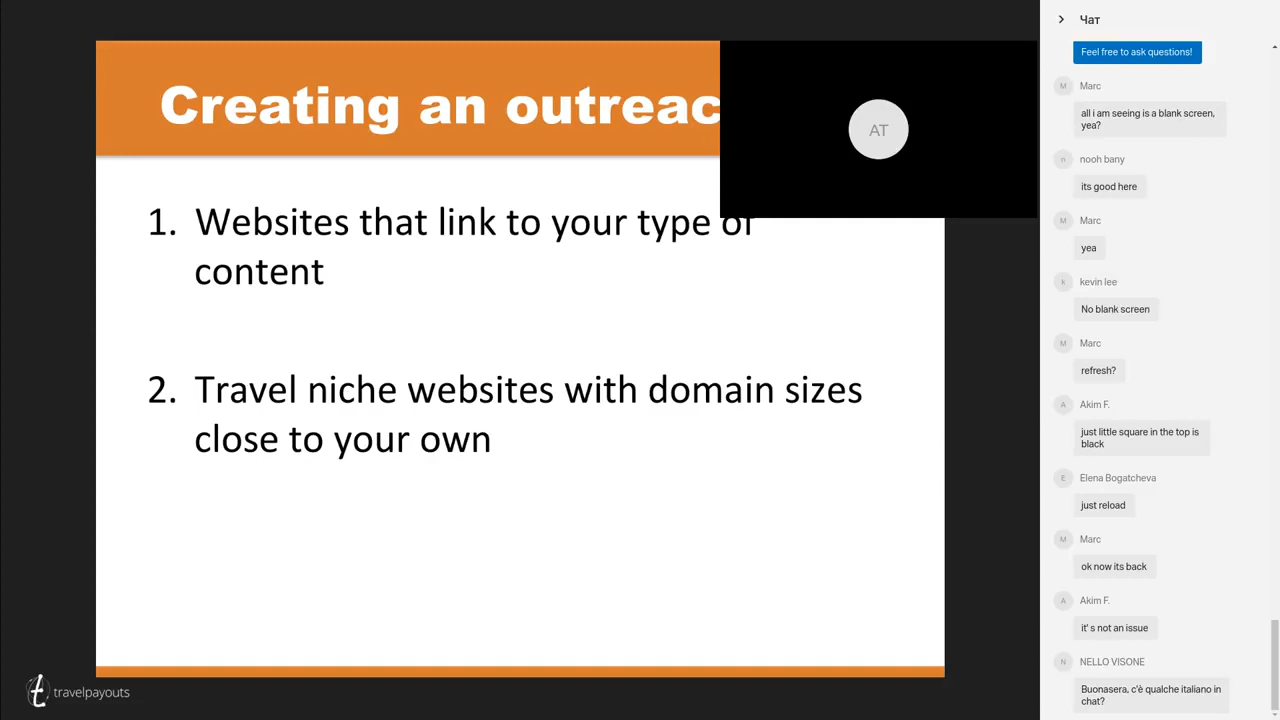 Creating an outreac
AT
1. Websites that link to your type of
content
2. Travel niche websites with domain sizes
close to your own
travelpayouts
Чат
Feel free to ask questions!
M
Marc
all i am seeing is a blank screen,
yea?
n
nooh bany
its good here
M
Marc
yea
k
kevin lee
No blank screen
M
Marc
refresh?
A
Akim F.
just little square in the top is
black
E
Elena Bogatcheva
just reload
M
Marc
ok now its back
A
Akim F.
it' s not an issue
N
NELLO VISONE
Buonasera, c'è qualche italiano in
chat?